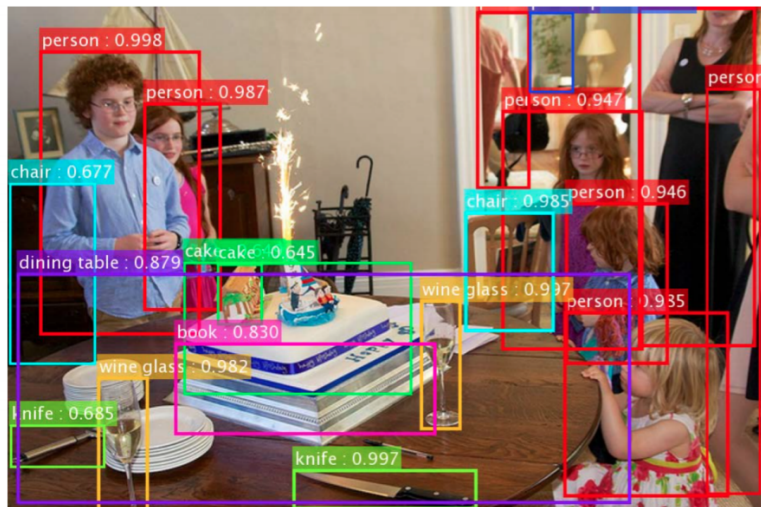 person : 0.998
person : 0.987
person
person : 0.947
chair : 0.677
chair : 0.985
person : 0.946
cake
cake : 0.645
dining table : 0.879
wine glass : 0.997
person : 0.935
book : 0.830
Happy
wine glass : 0.982
knife : 0.685
knife : 0.997